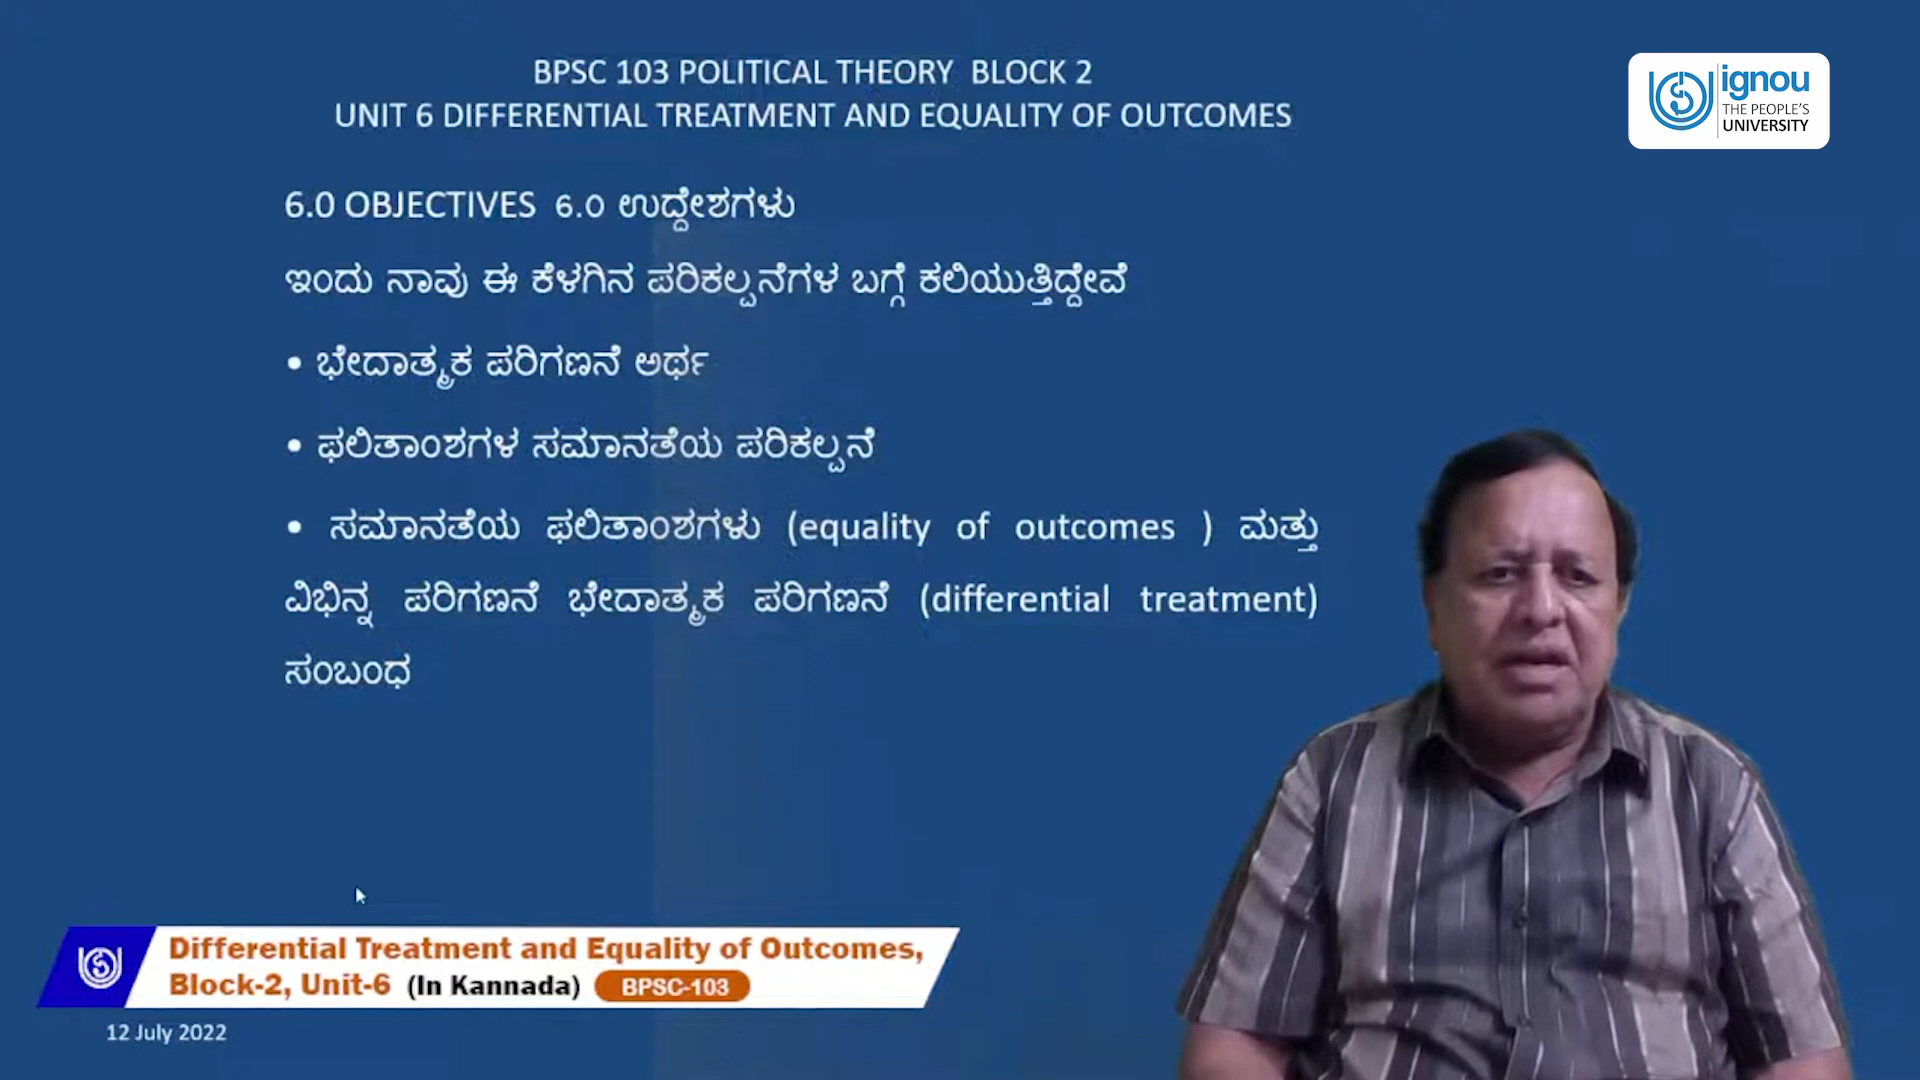 BPSC 103 POLITICAL THEORY BLOCK 2
UNIT 6 DIFFERENTIAL TREATMENT AND EQUALITY OF OUTCOMES
ignou
THE PEOPLE'S
UNIVERSITY
6.0 OBJECTIVES 6.0 ಉದ್ದೇಶಗಳು
ಇಂದು ನಾವು ಈ ಕೆಳಗಿನ ಪರಿಕಲ್ಪನೆಗಳ ಬಗ್ಗೆ ಕಲಿಯುತ್ತಿದ್ದೇವೆ
• ಭೇದಾತ್ಮಕ ಪರಿಗಣನೆ ಅರ್ಥ
• ಫಲಿತಾಂಶಗಳ ಸಮಾನತೆಯ ಪರಿಕಲ್ಪನೆ
• ಸಮಾನತೆಯ ಫಲಿತಾಂಶಗಳು (equality of outcomes ) ಮತ್ತು
ವಿಭಿನ್ನ ಪರಿಗಣನೆ ಭೇದಾತ್ಮಕ ಪರಿಗಣನೆ (differential treatment)
ಸಂಬಂಧ
Differential Treatment and Equality of Outcomes,
Block-2, Unit-6 (In Kannada) BPSC-103
12 July 2022